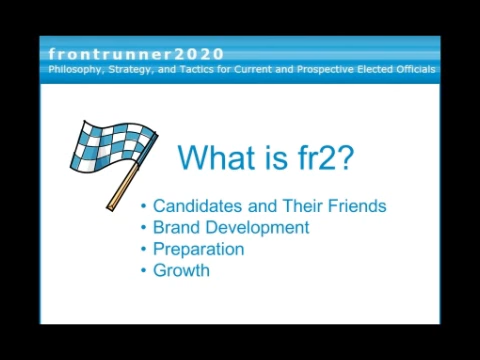 frontrunner2020
Philosophy, Strategy, and Tactics for Current and Prospective Elected Officials
What is fr2?
• Candidates and Their Friends
• Brand Development
• Preparation
• Growth